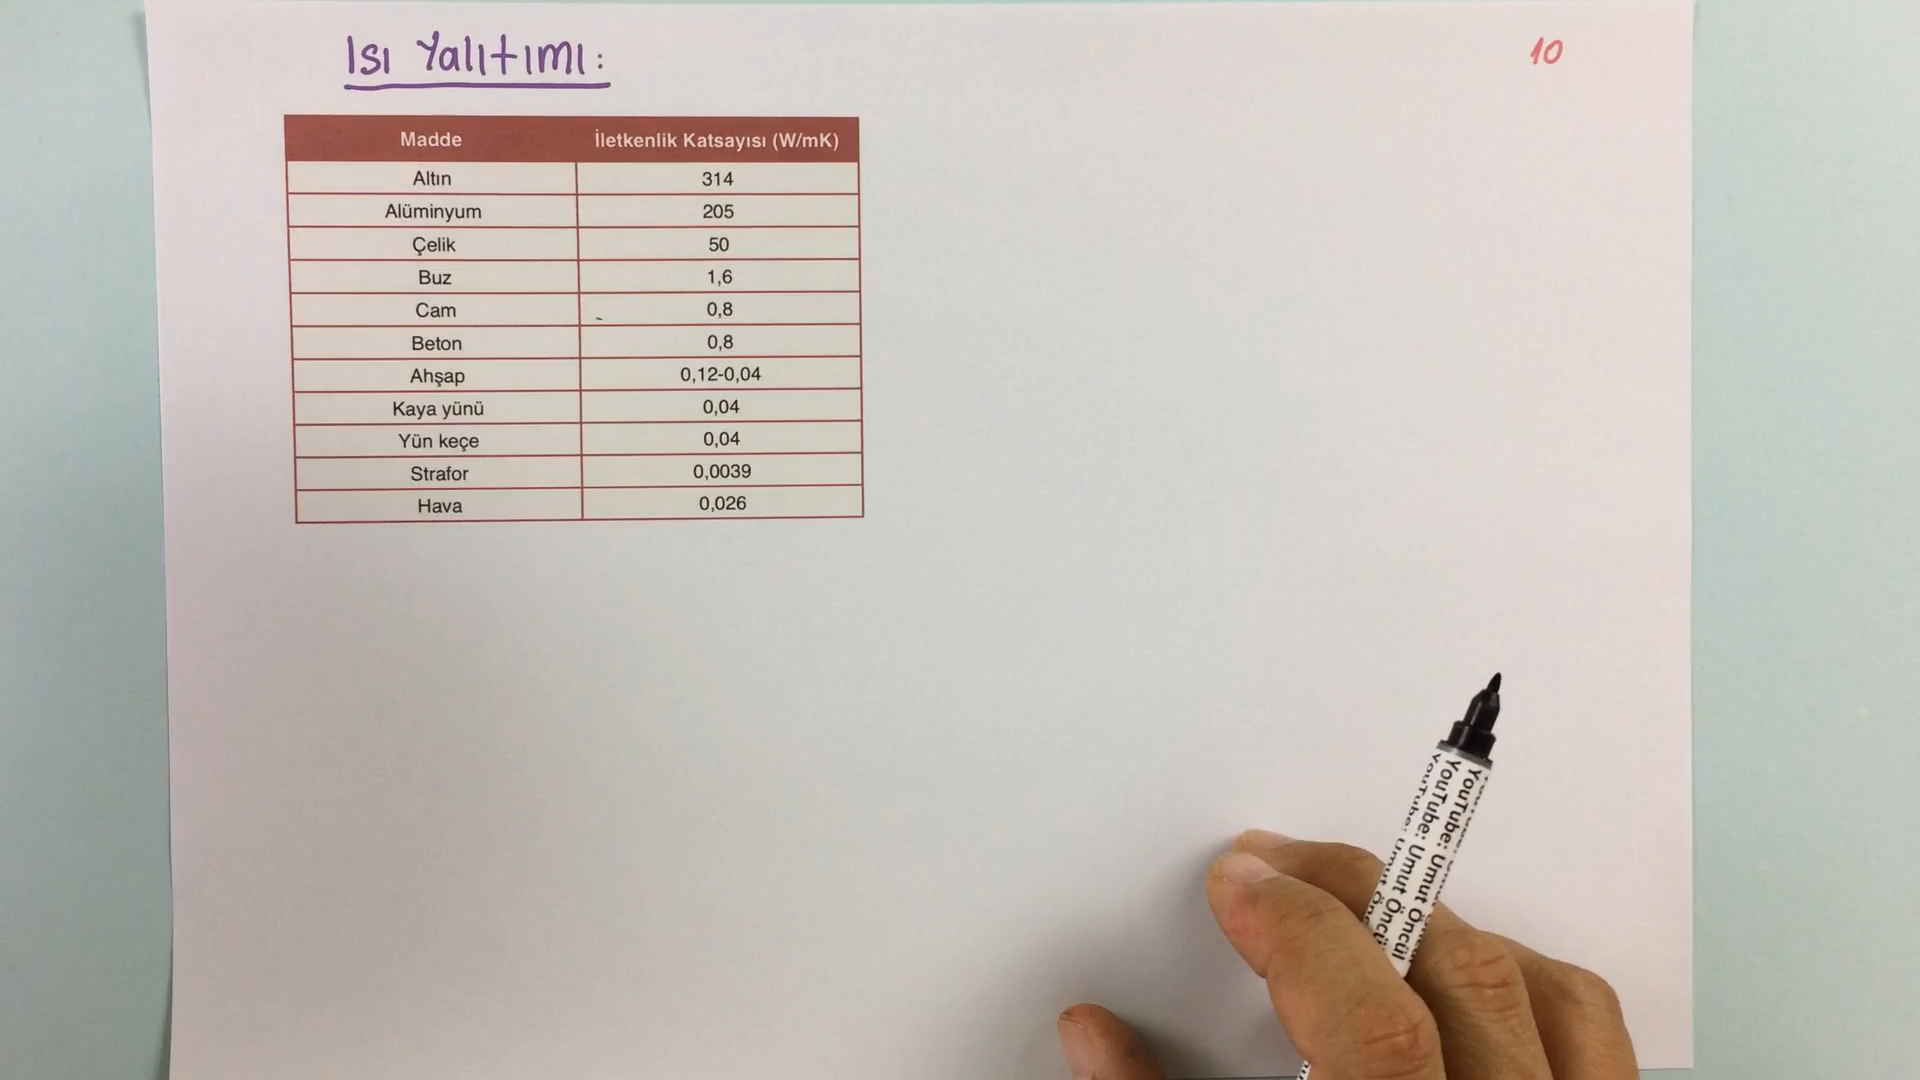 Isı Yalıtımı:
10
Madde İletkenlik Katsayısı (W/mK)
Altın 314
Alüminyum 205
Çelik 50
Buz 1,6
Cam 0,8
Beton 0,8
Ahşap 0,12-0,04
Kaya yünü 0,04
Yün keçe 0,04
Strafor 0,0039
Hava 0,026
YouTube: Umut Öncül
YouTube: Umut Öncül